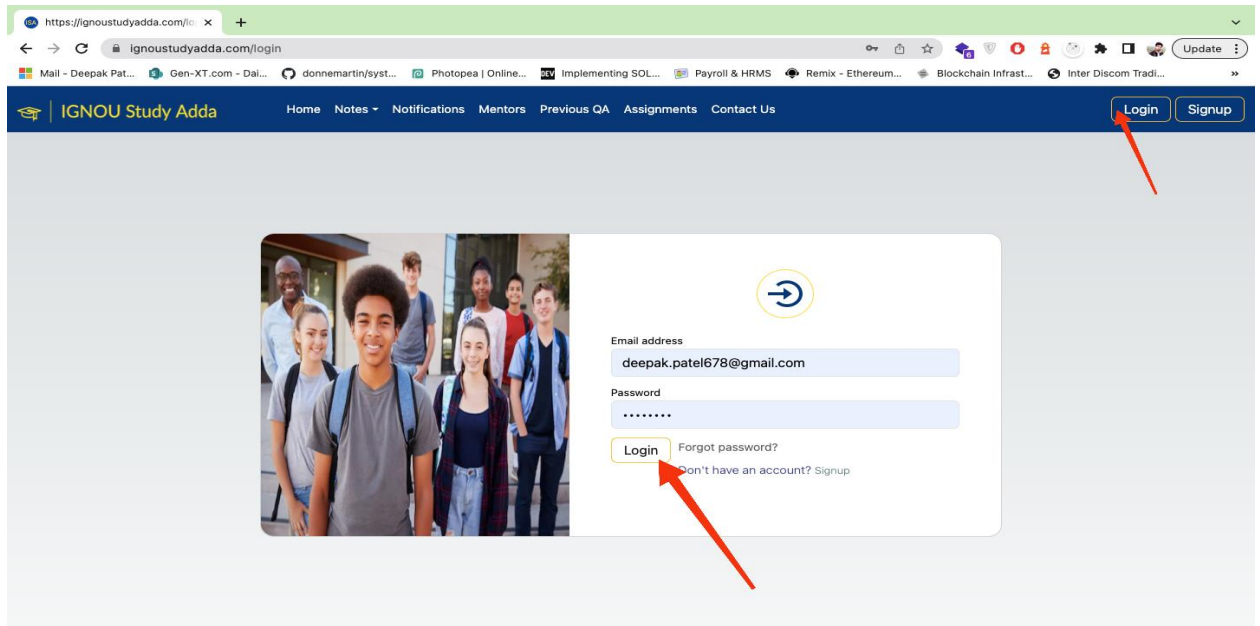 https://ignoustudyadda.com/lo
ignoustudyadda.com/login
Update
Mail - Deepak Pat... Gen-XT.com - Dai... donnemartin/syst... Photopea | Online... DEV Implementing SOL... Payroll & HRMS Remix - Ethereum... Blockchain Infrast... Inter Discom Tradi... »
IGNOU Study Adda Home Notes Notifications Mentors Previous QA Assignments Contact Us Login Signup
Email address
deepak.patel678@gmail.com
Password
........
Login Forgot password?
Don't have an account? Signup